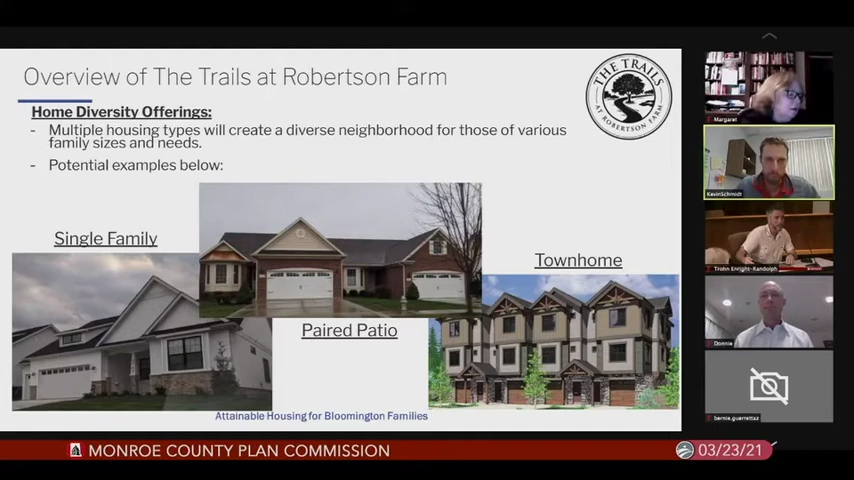 Overview of The Trails at Robertson Farm
THE TRAILS
AT ROBERTSON FARM
Home Diversity Offerings:
- Multiple housing types will create a diverse neighborhood for those of various
family sizes and needs.
- Potential examples below:
Single Family
Paired Patio
Townhome
Attainable Housing for Bloomington Families
Margaret
KevinSchmidt
Trohn Enright-Randolph
Donnie
bernie.guerrettaz
MONROE COUNTY PLAN COMMISSION
03/23/21